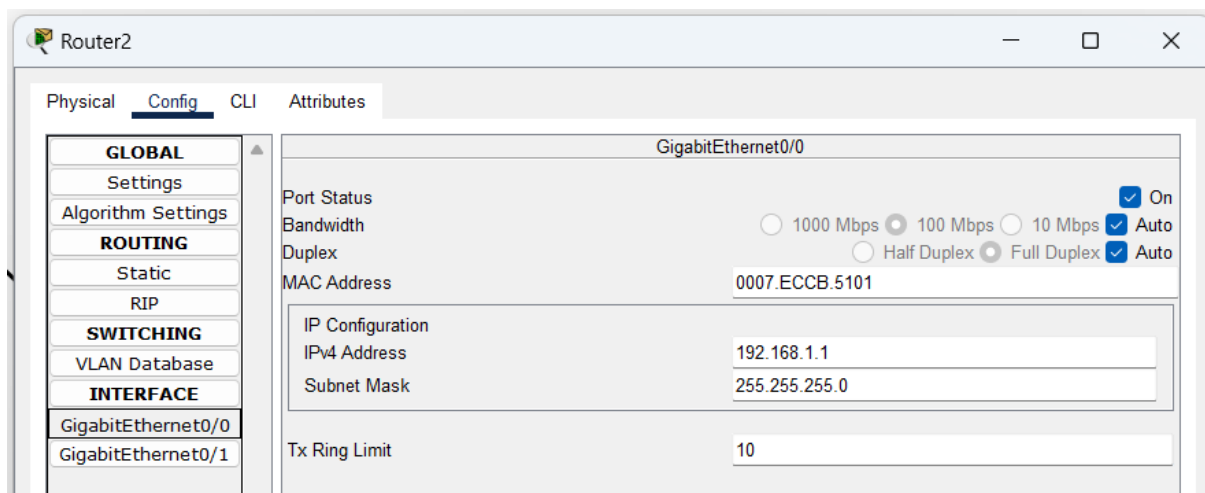 Router2
Physical Config CLI Attributes
GLOBAL
Settings
Algorithm Settings
ROUTING
Static
RIP
SWITCHING
VLAN Database
INTERFACE
GigabitEthernet0/0
GigabitEthernet0/1
GigabitEthernet0/0
Port Status On
Bandwidth 1000 Mbps 100 Mbps 10 Mbps Auto
Duplex Half Duplex Full Duplex Auto
MAC Address 0007.ECCB.5101
IP Configuration
IPv4 Address 192.168.1.1
Subnet Mask 255.255.255.0
Tx Ring Limit 10